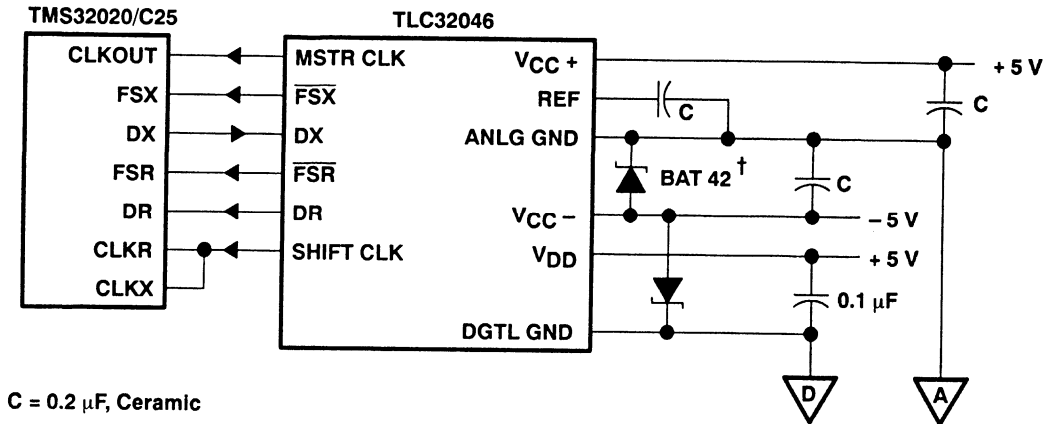 TMS32020/C25
TLC32046
CLKOUT
MSTR CLK
VCC +
+ 5 V
FSX
FSX
REF
C
C
DX
DX
ANLG GND
FSR
FSR
BAT 42 †
C
DR
DR
VCC –
– 5 V
CLKR
SHIFT CLK
VDD
+ 5 V
CLKX
0.1 μF
DGTL GND
D
A
C = 0.2 μF, Ceramic